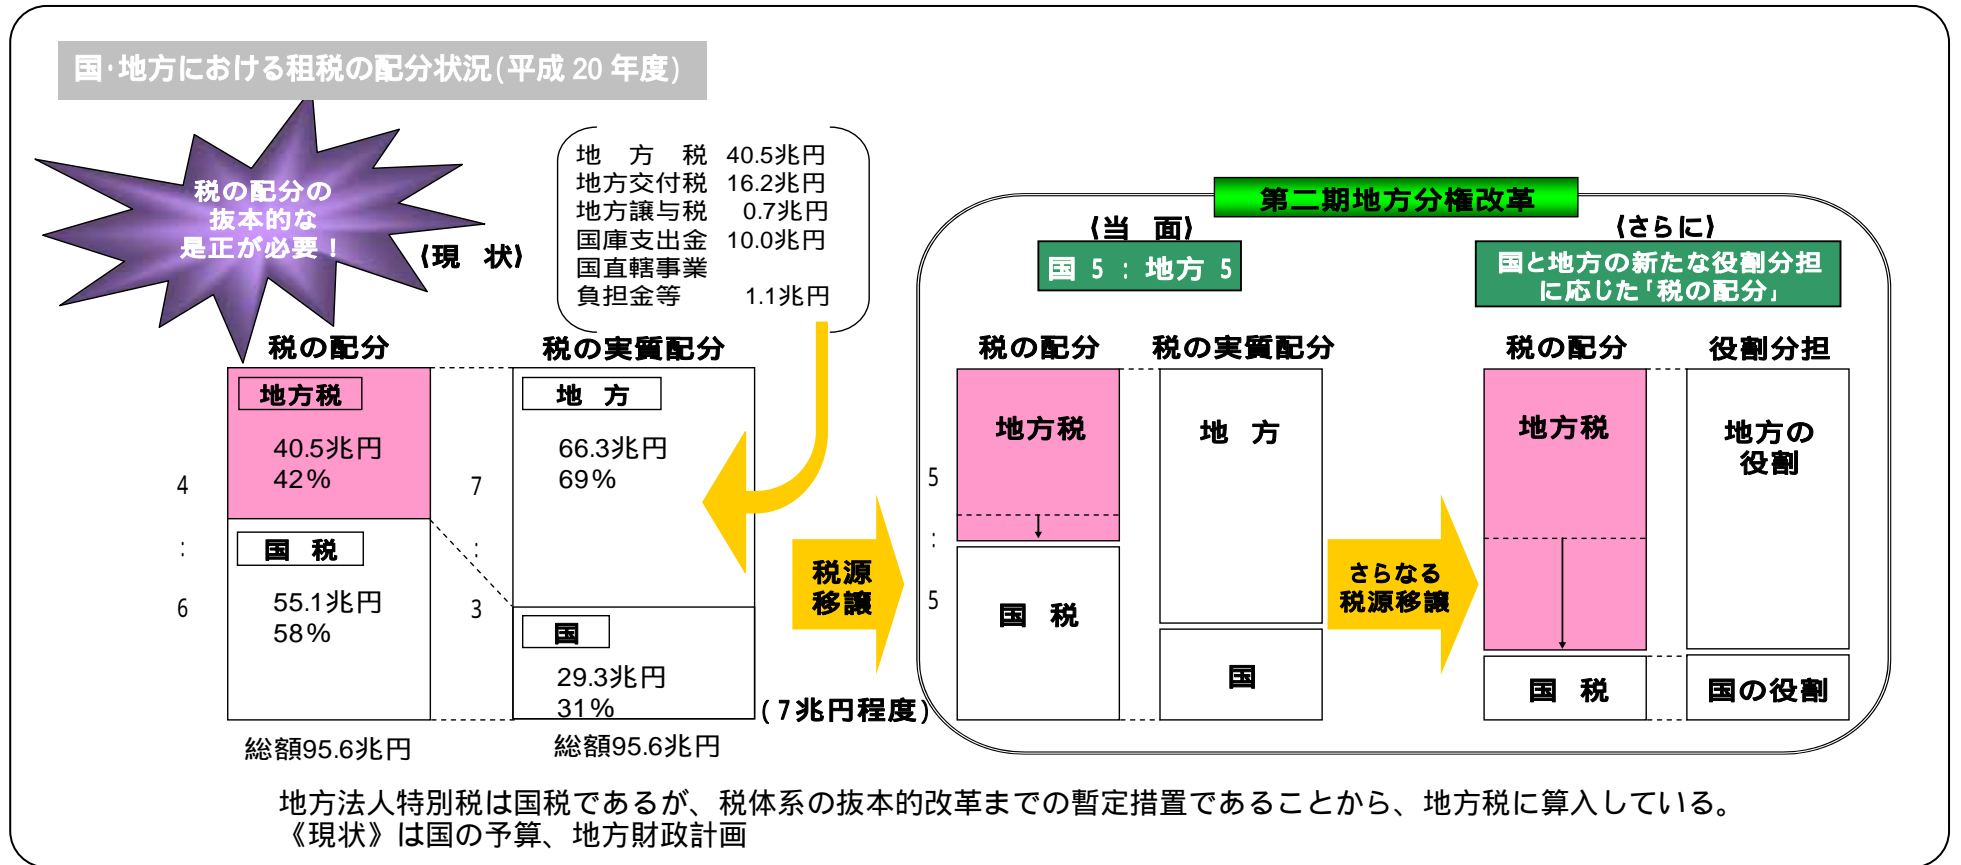 国・地方における租税の配分状況(平成 20 年度)
税の配分の
抜本的な
是正が必要！
《現　状》
地　方　税 40.5兆円
地方交付税 16.2兆円
地方譲与税 0.7兆円
国庫支出金 10.0兆円
国直轄事業
負担金等 1.1兆円
税の配分
税の実質配分
地方税
40.5兆円
42%
国　税
55.1兆円
58%
4
:
6
総額95.6兆円
地　方
66.3兆円
69%
国
29.3兆円
31%
7
:
3
総額95.6兆円
税源
移譲
(7兆円程度)
第二期地方分権改革
《当　面》
国 5 : 地方 5
税の配分
税の実質配分
5
:
5
地方税
国　税
地　方
国
さらなる
税源移譲
《さらに》
国と地方の新たな役割分担
に応じた「税の配分」
税の配分
役割分担
地方税
国　税
地方の
役割
国の役割
地方法人特別税は国税であるが、税体系の抜本的改革までの暫定措置であることから、地方税に算入している。
《現状》は国の予算、地方財政計画